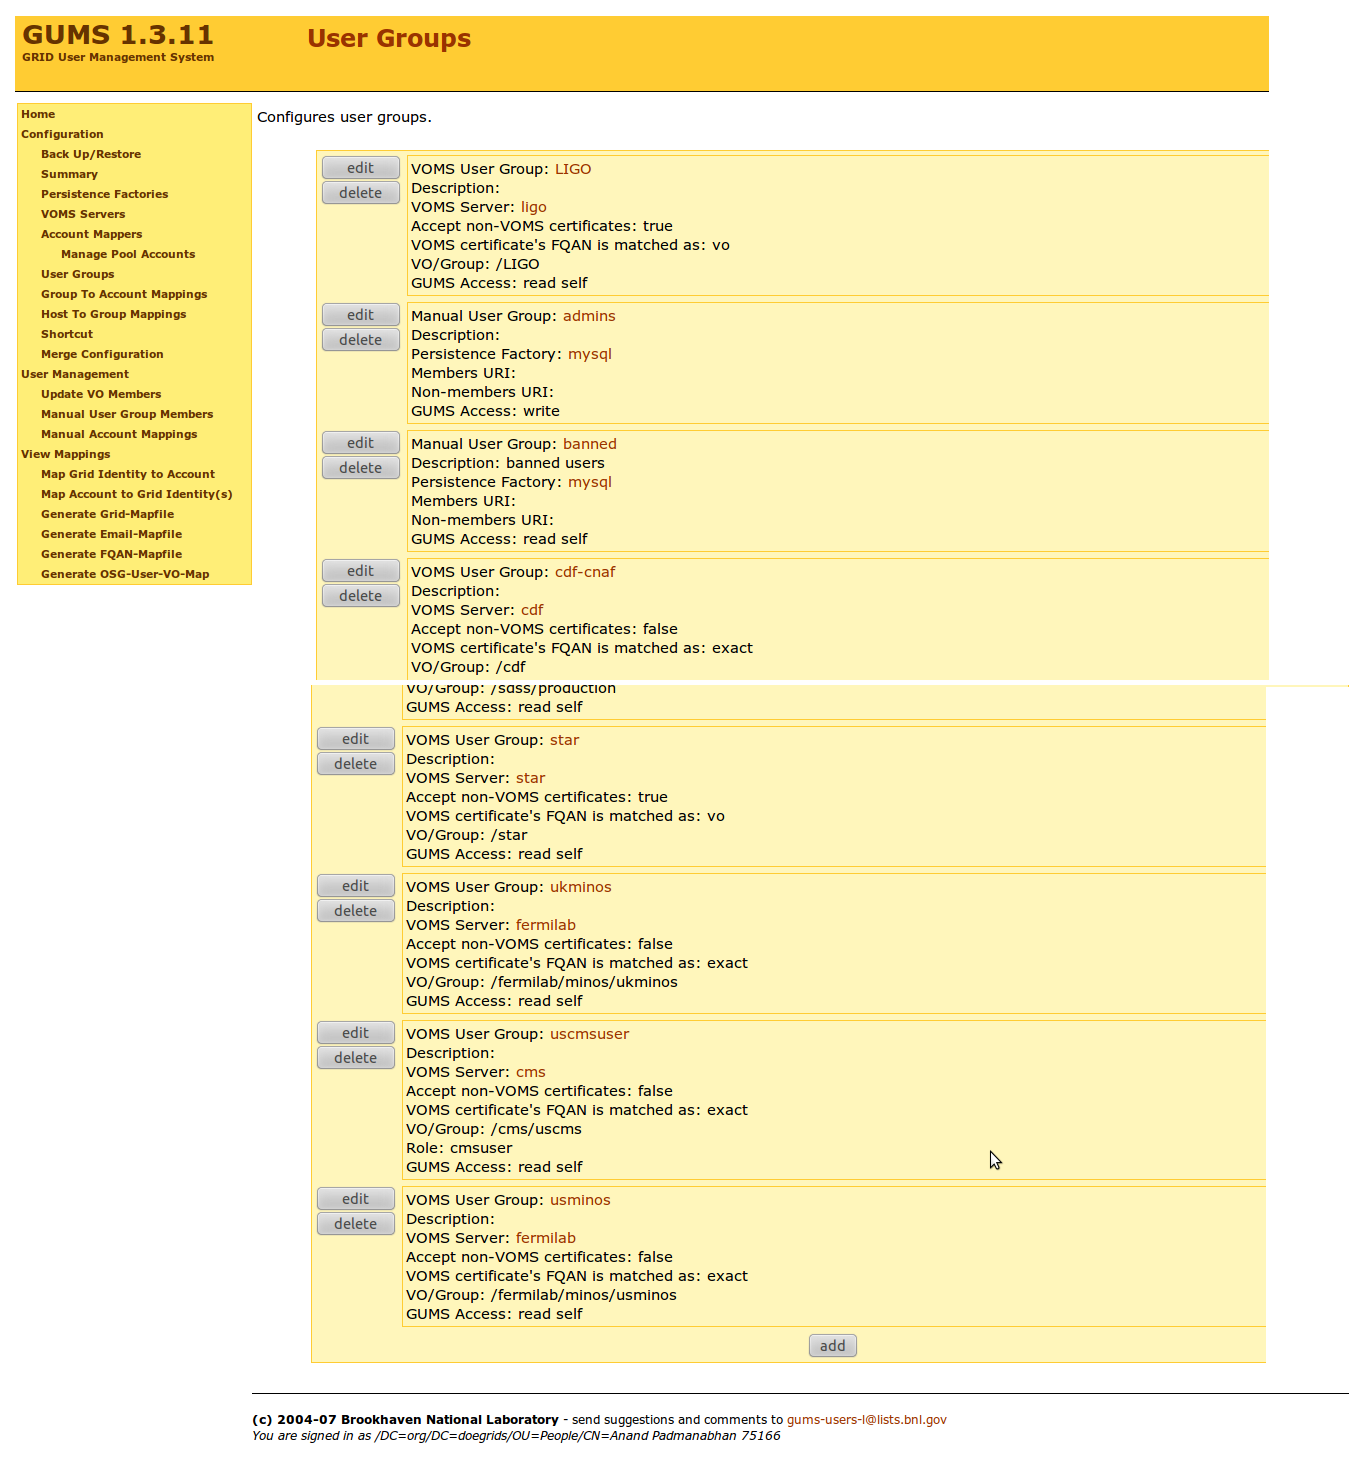 GUMS 1.3.11
GRID User Management System
User Groups
Home
Configuration
Back Up/Restore
Summary
Persistence Factories
VOMS Servers
Account Mappers
Manage Pool Accounts
User Groups
Group To Account Mappings
Host To Group Mappings
Shortcut
Merge Configuration
User Management
Update VO Members
Manual User Group Members
Manual Account Mappings
View Mappings
Map Grid Identity to Account
Map Account to Grid Identity(s)
Generate Grid-Mapfile
Generate Email-Mapfile
Generate FQAN-Mapfile
Generate OSG-User-VO-Map
Configures user groups.
edit
delete
VOMS User Group: LIGO
Description:
VOMS Server: ligo
Accept non-VOMS certificates: true
VOMS certificate's FQAN is matched as: vo
VO/Group: /LIGO
GUMS Access: read self
edit
delete
Manual User Group: admins
Description:
Persistence Factory: mysql
Members URI:
Non-members URI:
GUMS Access: write
edit
delete
Manual User Group: banned
Description: banned users
Persistence Factory: mysql
Members URI:
Non-members URI:
GUMS Access: read self
edit
delete
VOMS User Group: cdf-cnaf
Description:
VOMS Server: cdf
Accept non-VOMS certificates: false
VOMS certificate's FQAN is matched as: exact
VO/Group: /cdf
VO/Group: /sdss/production
GUMS Access: read self
edit
delete
VOMS User Group: star
Description:
VOMS Server: star
Accept non-VOMS certificates: true
VOMS certificate's FQAN is matched as: vo
VO/Group: /star
GUMS Access: read self
edit
delete
VOMS User Group: ukminos
Description:
VOMS Server: fermilab
Accept non-VOMS certificates: false
VOMS certificate's FQAN is matched as: exact
VO/Group: /fermilab/minos/ukminos
GUMS Access: read self
edit
delete
VOMS User Group: uscmsuser
Description:
VOMS Server: cms
Accept non-VOMS certificates: false
VOMS certificate's FQAN is matched as: exact
VO/Group: /cms/uscms
Role: cmsuser
GUMS Access: read self
edit
delete
VOMS User Group: usminos
Description:
VOMS Server: fermilab
Accept non-VOMS certificates: false
VOMS certificate's FQAN is matched as: exact
VO/Group: /fermilab/minos/usminos
GUMS Access: read self
add
(c) 2004-07 Brookhaven National Laboratory - send suggestions and comments to gums-users-l@lists.bnl.gov
You are signed in as /DC=org/DC=doegrids/OU=People/CN=Anand Padmanabhan 75166